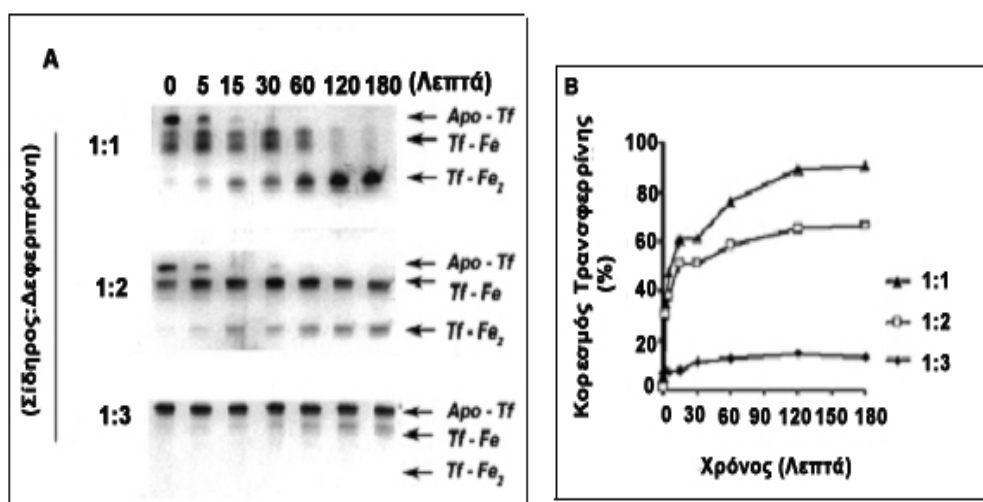 A
0 5 15 30 60 120 180 (Λεπτά)
(Σίδηρος:Δεφεριπρόνη)
1:1
Apo - Tf
Tf - Fe
Tf - Fe2
1:2
Apo - Tf
Tf - Fe
Tf - Fe2
1:3
Apo - Tf
Tf - Fe
Tf - Fe2
B
Κορεσμός Τρανσφερρίνης
(%)
100
80
60
40
20
0
0 30 60 90 120 150 180
Χρόνος (Λεπτά)
1:1
1:2
1:3